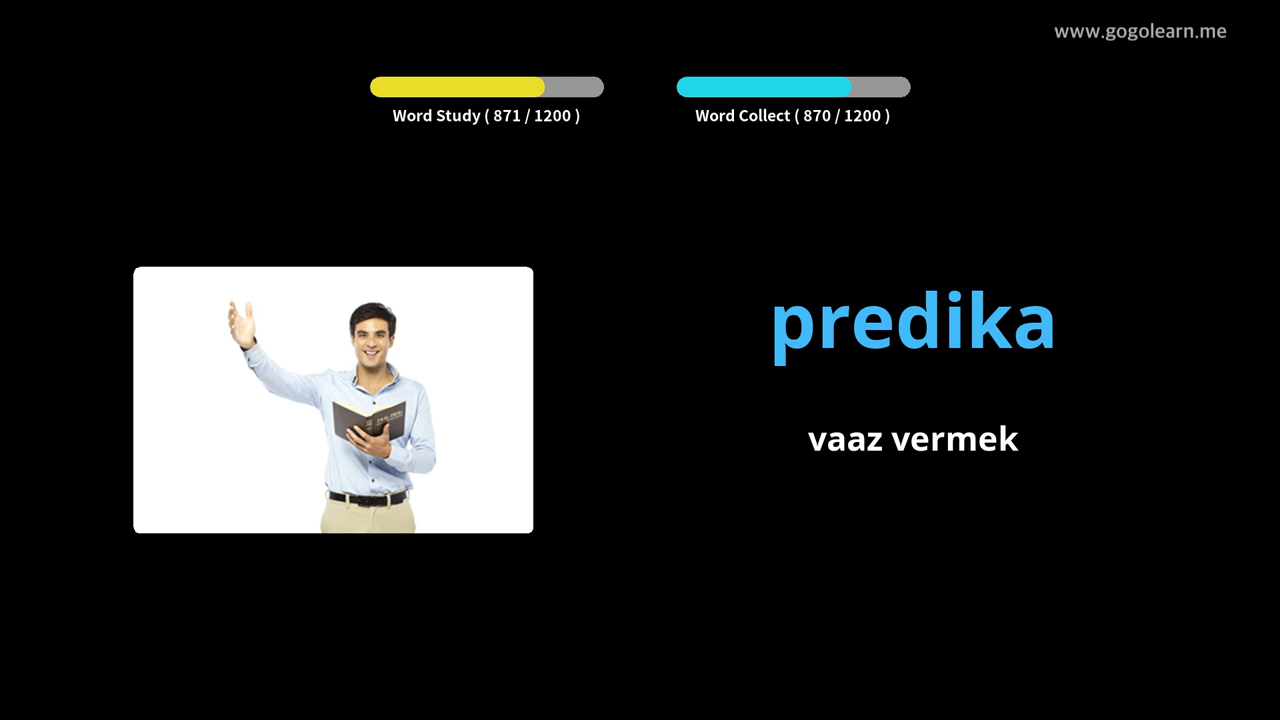 www.gogolearn.me
Word Study ( 871 / 1200 )
Word Collect ( 870 / 1200 )
predika
vaaz vermek